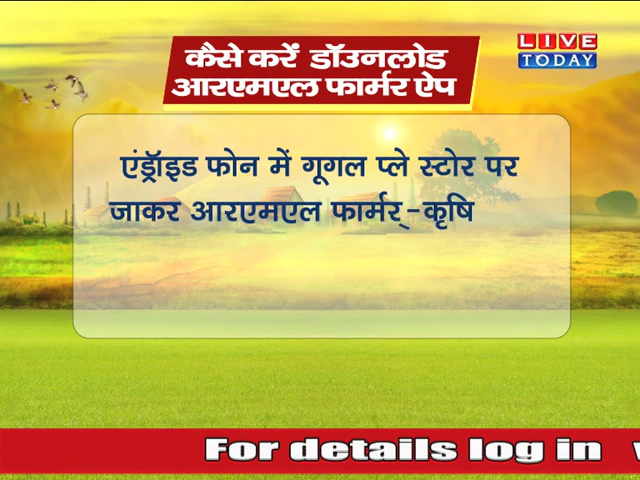 कैसे करें डॉउनलोड
आरएमएल फार्मर ऐप
LIVE
TODAY
एंड्रॉइड फोन में गूगल प्ले स्टोर पर
जाकर आरएमएल फार्मर्-कृषि
For details log in